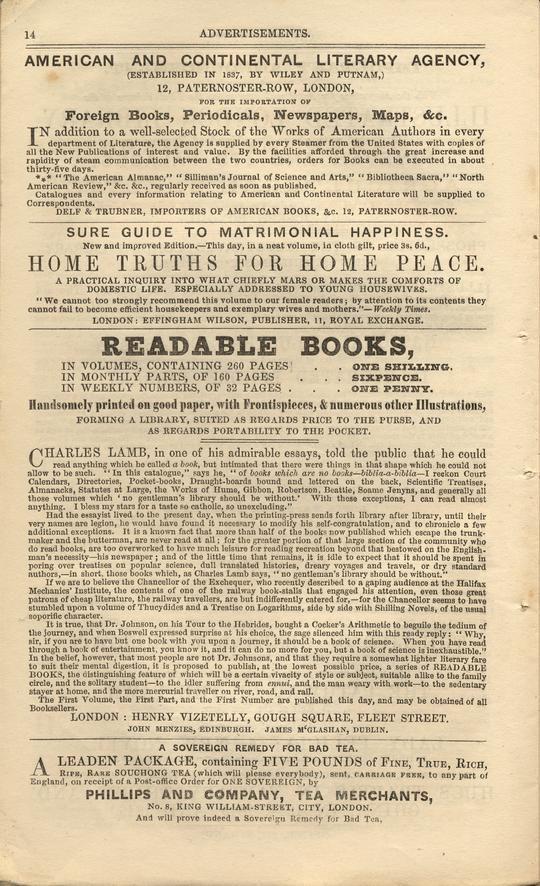 14 ADVERTISEMENTS.
AMERICAN AND CONTINENTAL LITERARY AGENCY,
(ESTABLISHED IN 1837, BY WILEY AND PUTNAM,)
12, PATERNOSTER-ROW, LONDON,
FOR THE IMPORTATION OF
Foreign Books, Periodicals, Newspapers, Maps, &c.
IN addition to a well-selected Stock of the Works of American Authors in every
department of Literature, the Agency is supplied by every Steamer from the United States with copies of
all the New Publications of interest and value. By the facilities afforded through the great increase and
rapidity of steam communication between the two countries, orders for Books can be executed in about
thirty-five days.
*** "The American Almanac," "Silliman's Journal of Science and Arts," "Bibliotheca Sacra," "North
American Review," &c. &c., regularly received as soon as published.
Catalogues and every information relating to American and Continental Literature will be supplied to
Correspondents.
DELF & TRUBNER, IMPORTERS OF AMERICAN BOOKS, &c. 12, PATERNOSTER-ROW.
SURE GUIDE TO MATRIMONIAL HAPPINESS.
New and improved Edition.—This day, in a neat volume, in cloth gilt, price 3s. 6d.,
HOME TRUTHS FOR HOME PEACE.
A PRACTICAL INQUIRY INTO WHAT CHIEFLY MARS OR MAKES THE COMFORTS OF
DOMESTIC LIFE. ESPECIALLY ADDRESSED TO YOUNG HOUSEWIVES.
"We cannot too strongly recommend this volume to our female readers; by attention to its contents they
cannot fail to become efficient housekeepers and exemplary wives and mothers."—Weekly Times.
LONDON: EFFINGHAM WILSON, PUBLISHER, 11, ROYAL EXCHANGE.
READABLE BOOKS,
IN VOLUMES, CONTAINING 260 PAGES . . ONE SHILLING.
IN MONTHLY PARTS, OF 160 PAGES . . . SIXPENCE.
IN WEEKLY NUMBERS, OF 32 PAGES . . . ONE PENNY.
Handsomely printed on good paper, with Frontispieces, & numerous other Illustrations,
FORMING A LIBRARY, SUITED AS REGARDS PRICE TO THE PURSE, AND
AS REGARDS PORTABILITY TO THE POCKET.
CHARLES LAMB, in one of his admirable essays, told the public that he could
read anything which he called a book, but intimated that there were things in that shape which he could not
allow to be such. "In this catalogue," says he, "of books which are no books—biblia-a-biblia—I reckon Court
Calendars, Directories, Pocket-books, Draught-boards bound and lettered at the back, Scientific Treatises,
Almanacks, Statutes at Large, the Works of Hume, Gibbon, Robertson, Beattie, Soame Jenyns, and generally all
those volumes which 'no gentleman's library should be without.' With these exceptions, I can read almost
anything. I bless my stars for a taste so catholic, so unexcluding."
Had the essayist lived to the present day, when the printing-press sends forth library after library, until their
very names are legion, he would have found it necessary to modify his self-congratulation, and to chronicle a few
additional exceptions. It is a known fact that more than half of the books now published which escape the trunk-
maker and the butterman, are never read at all; for the greater portion of that large section of the community who
do read books, are too overworked to have much leisure for reading recreation beyond that bestowed on the English-
man's necessity—his newspaper; and of the little time that remains, it is idle to expect that it should be spent in
poring over treatises on popular science, dull translated histories, dreary voyages and travels, or dry standard
authors,—in short, those books which, as Charles Lamb says, "no gentleman's library should be without."
If we are to believe the Chancellor of the Exchequer, who recently described to a gaping audience at the Halifax
Mechanics' Institute, the contents of one of the railway book-stalls that engaged his attention, even those great
patrons of cheap literature, the railway travellers, are but indifferently catered for,—for the Chancellor seems to have
stumbled upon a volume of Thucydides and a Treatise on Logarithms, side by side with Shilling Novels, of the usual
soporific character.
It is true, that Dr. Johnson, on his Tour to the Hebrides, bought a Cocker's Arithmetic to beguile the tedium of
the journey, and when Boswell expressed surprise at his choice, the sage silenced him with this ready reply: "Why,
sir, if you are to have but one book with you upon a journey, it should be a book of science. When you have read
through a book of entertainment, you know it, and it can do no more for you, but a book of science is inexhaustible."
In the belief, however, that most people are not Dr. Johnsons, and that they require a somewhat lighter literary fare
to suit their mental digestion, it is proposed to publish, at the lowest possible price, a series of READABLE
BOOKS, the distinguishing feature of which will be a certain vivacity of style or subject, suitable alike to the family
circle, and the solitary student—to the idler suffering from ennui, and the man weary with work—to the sedentary
stayer at home, and the more mercurial traveller on river, road, and rail.
The First Volume, the First Part, and the First Number are published this day, and may be obtained of all
Booksellers.
LONDON: HENRY VIZETELLY, GOUGH SQUARE, FLEET STREET.
JOHN MENZIES, EDINBURGH. JAMES McGLASHAN, DUBLIN.
A SOVEREIGN REMEDY FOR BAD TEA.
A LEADEN PACKAGE, containing FIVE POUNDS of FINE, TRUE, RICH,
RIPE, RARE SOUCHONG TEA (which will please everybody), sent, CARRIAGE FREE, to any part of
England, on receipt of a Post-office Order for ONE SOVEREIGN, by
PHILLIPS AND COMPANY, TEA MERCHANTS,
No. 8, KING WILLIAM-STREET, CITY, LONDON.
And will prove indeed a Sovereign Remedy for Bad Tea.